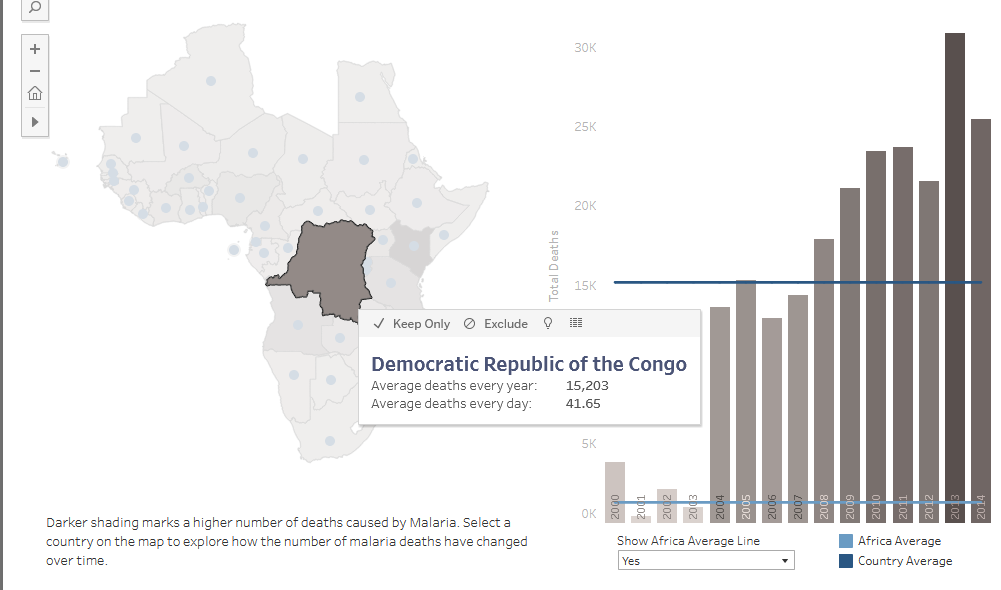 30K
25K
20K
15K
5K
0K
Total Deaths
Keep Only Exclude
Democratic Republic of the Congo
Average deaths every year: 15,203
Average deaths every day: 41.65
2000 2001 2002 2003 2004 2005 2006 2007 2008 2009 2010 2011 2012 2013 2014
Darker shading marks a higher number of deaths caused by Malaria. Select a
country on the map to explore how the number of malaria deaths have changed
over time.
Show Africa Average Line
Yes
Africa Average
Country Average